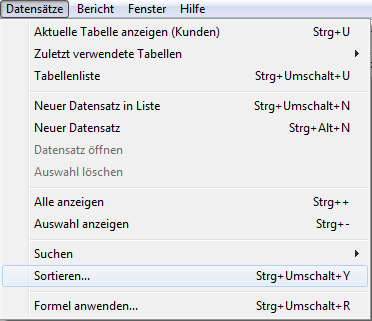 Datensätze Bericht Fenster Hilfe
Aktuelle Tabelle anzeigen (Kunden) Strg+U
Zuletzt verwendete Tabellen
Tabellenliste Strg+Umschalt+U
Neuer Datensatz in Liste Strg+Umschalt+N
Neuer Datensatz Strg+Alt+N
Datensatz öffnen
Auswahl löschen
Alle anzeigen Strg++
Auswahl anzeigen Strg+-
Suchen
Sortieren... Strg+Umschalt+Y
Formel anwenden... Strg+Umschalt+R